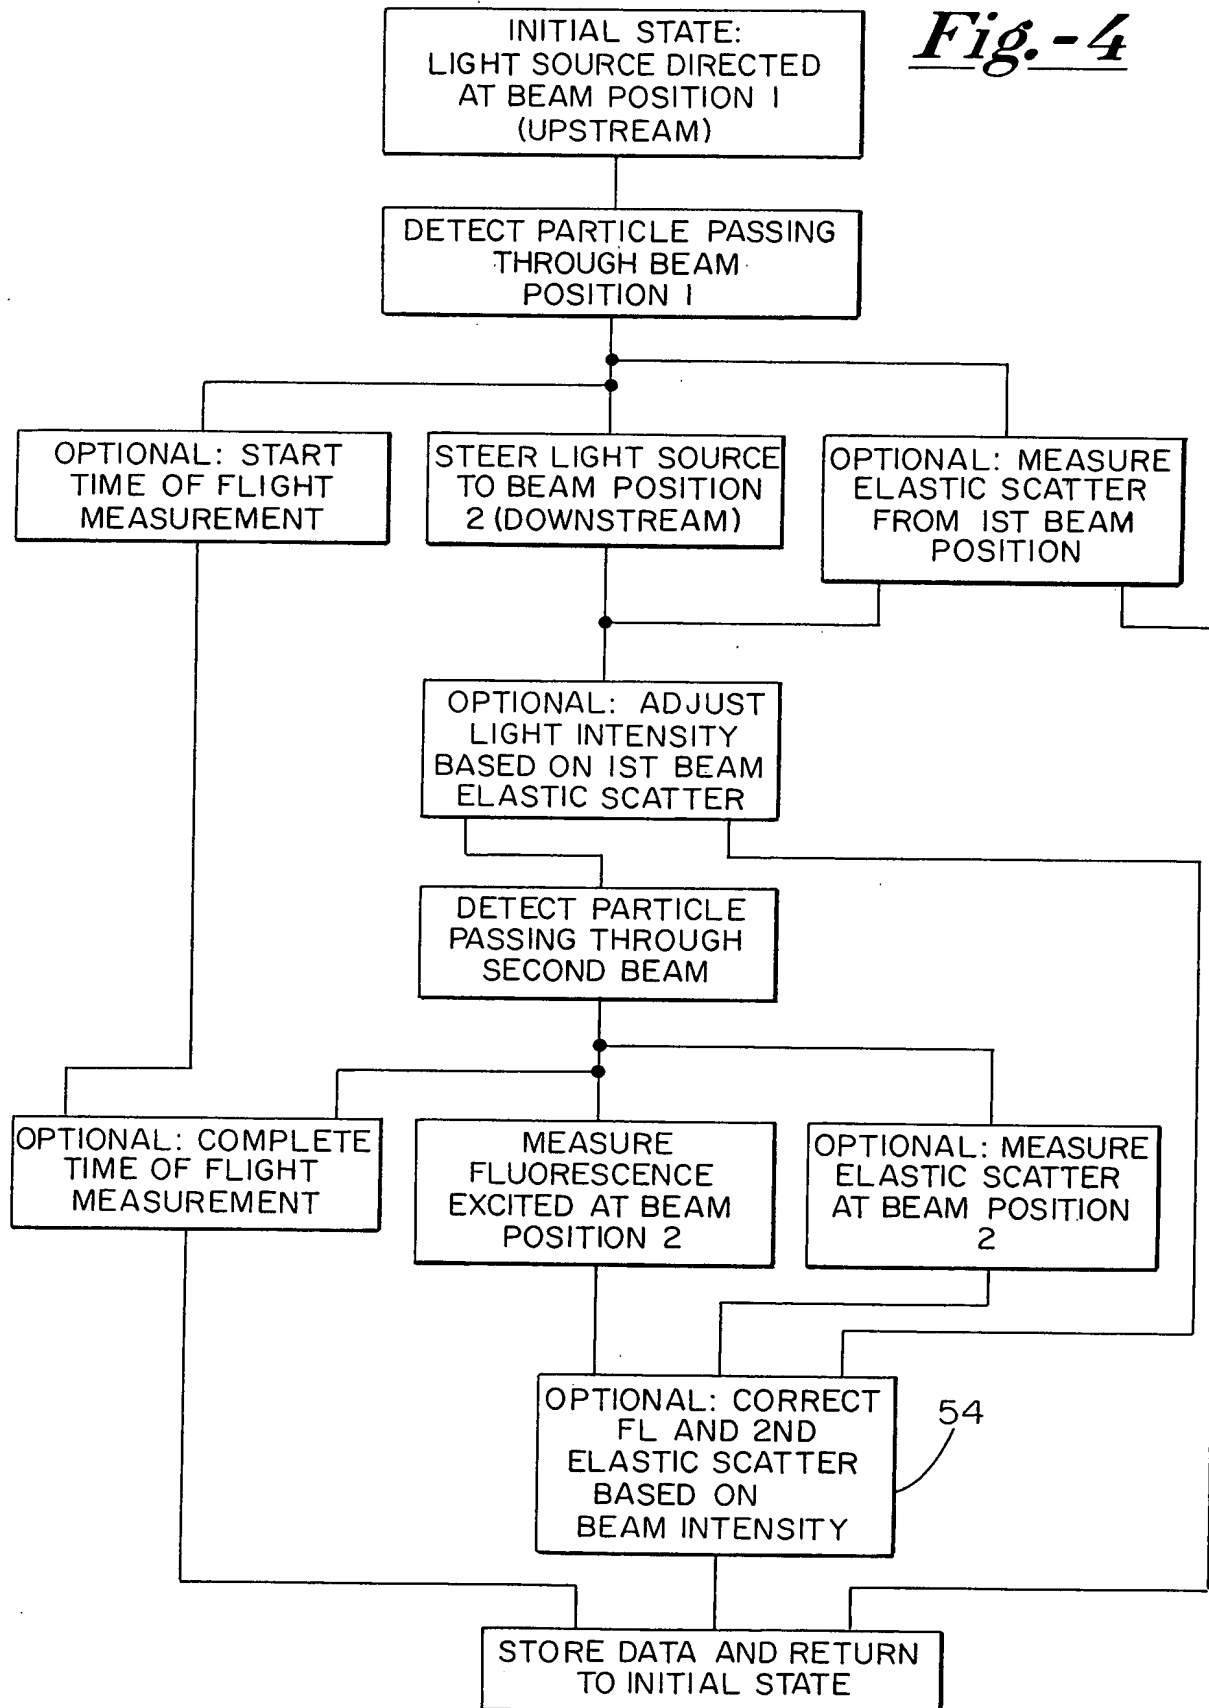 Fig.-4
INITIAL STATE:
LIGHT SOURCE DIRECTED
AT BEAM POSITION 1
(UPSTREAM)
DETECT PARTICLE PASSING
THROUGH BEAM
POSITION 1
OPTIONAL: START
TIME OF FLIGHT
MEASUREMENT
STEER LIGHT SOURCE
TO BEAM POSITION
2 (DOWNSTREAM)
OPTIONAL: MEASURE
ELASTIC SCATTER
FROM 1ST BEAM
POSITION
OPTIONAL: ADJUST
LIGHT INTENSITY
BASED ON 1ST BEAM
ELASTIC SCATTER
DETECT PARTICLE
PASSING THROUGH
SECOND BEAM
OPTIONAL: COMPLETE
TIME OF FLIGHT
MEASUREMENT
MEASURE
FLUORESCENCE
EXCITED AT BEAM
POSITION 2
OPTIONAL: MEASURE
ELASTIC SCATTER
AT BEAM POSITION
2
OPTIONAL: CORRECT
FL AND 2ND
ELASTIC SCATTER
BASED ON
BEAM INTENSITY
54
STORE DATA AND RETURN
TO INITIAL STATE